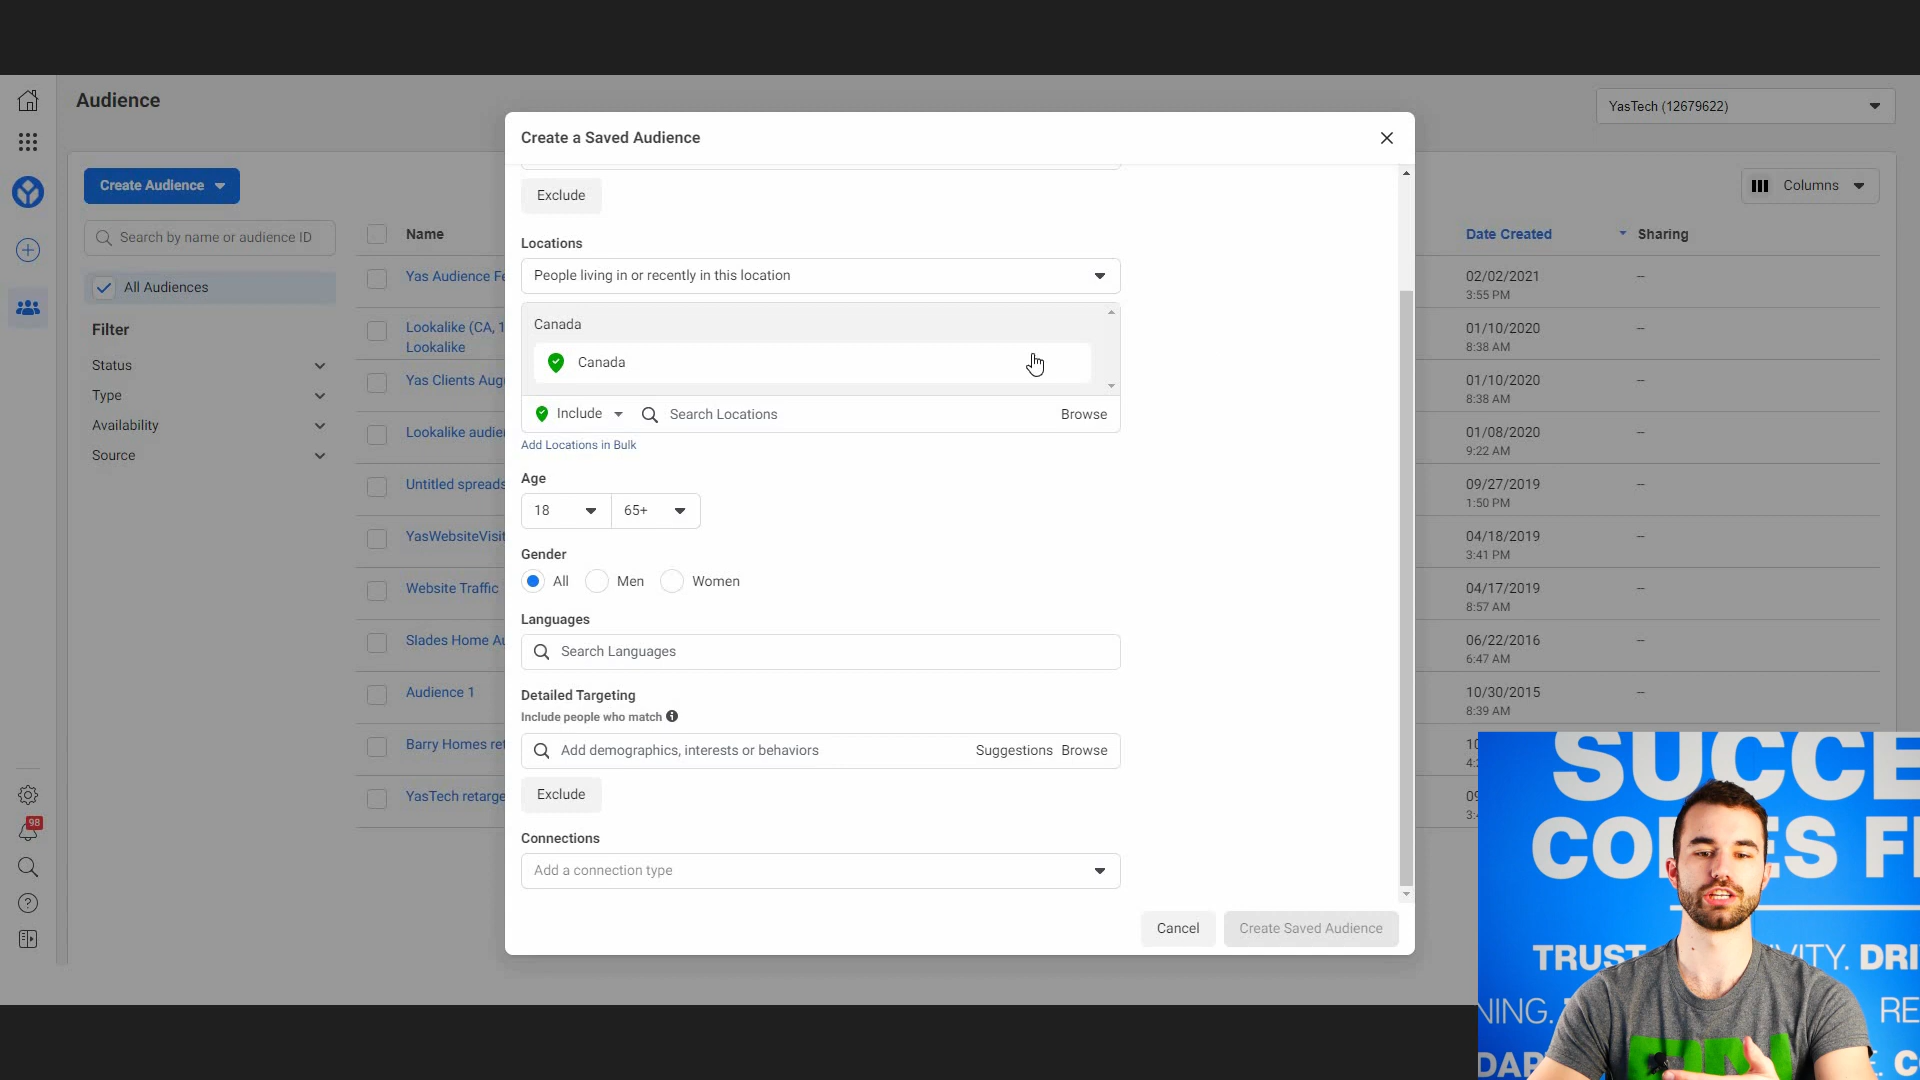 Audience
YasTech (12679622)
Create a Saved Audience
Create Audience
Columns
Exclude
Search by name or audience ID
Name
Date Created
Sharing
Locations
All Audiences
People living in or recently in this location
Yas Audience Fe
02/02/2021
--
3:55 PM
Filter
Canada
Lookalike (CA, 1
Lookalike
01/10/2020
--
8:38 AM
Status
Canada
Type
Yas Clients Aug
01/10/2020
--
8:38 AM
Availability
Include
Search Locations
Browse
Add Locations in Bulk
Lookalike audie
01/08/2020
--
9:22 AM
Source
Age
Untitled spreads
09/27/2019
--
1:50 PM
18
65+
YasWebsiteVisit
04/18/2019
--
3:41 PM
Gender
All
Men
Women
Website Traffic
04/17/2019
--
8:57 AM
Languages
Slades Home Au
06/22/2016
--
6:47 AM
Search Languages
Detailed Targeting
Audience 1
10/30/2015
--
8:39 AM
Include people who match
Barry Homes ret
Add demographics, interests or behaviors
Suggestions
Browse
YasTech retarge
Exclude
Connections
Add a connection type
98
Cancel
Create Saved Audience
SUCCE
CO ES F
TRUST VITY. DRI
NING. RE
DAP